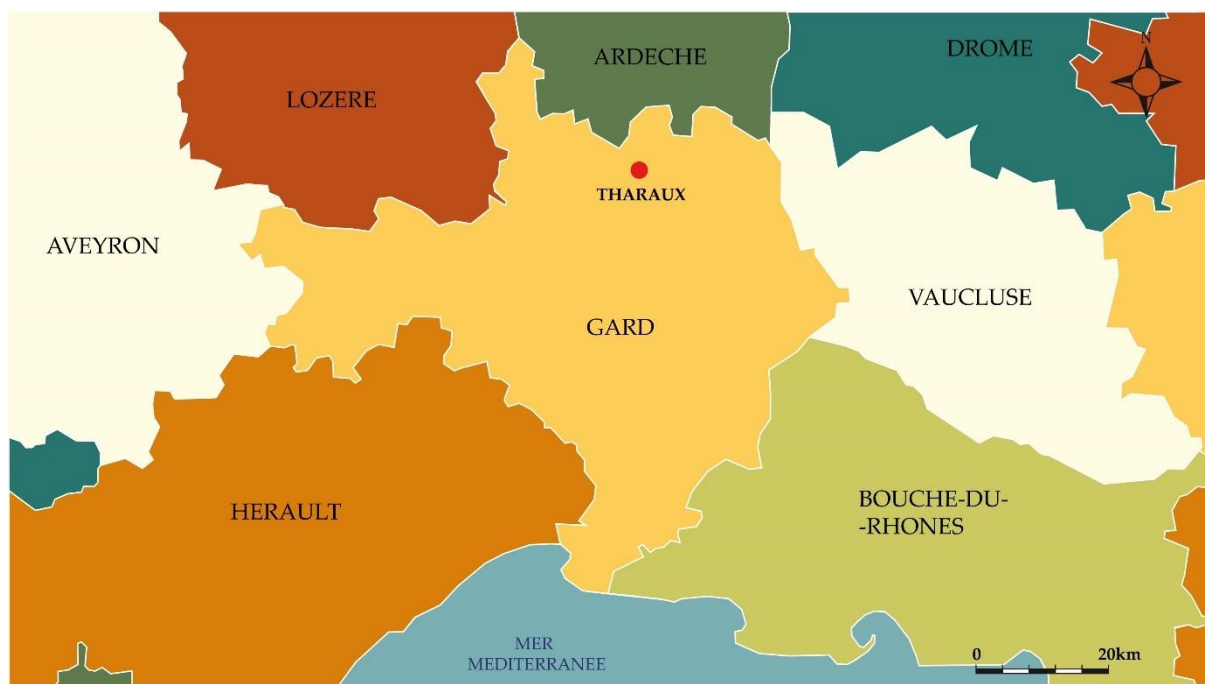 ARDECHE
DROME
N
LOZERE
THARAUX
AVEYRON
VAUCLUSE
GARD
HERAULT
BOUCHE-DU-
-RHONES
MER
MEDITERRANEE
0 20km